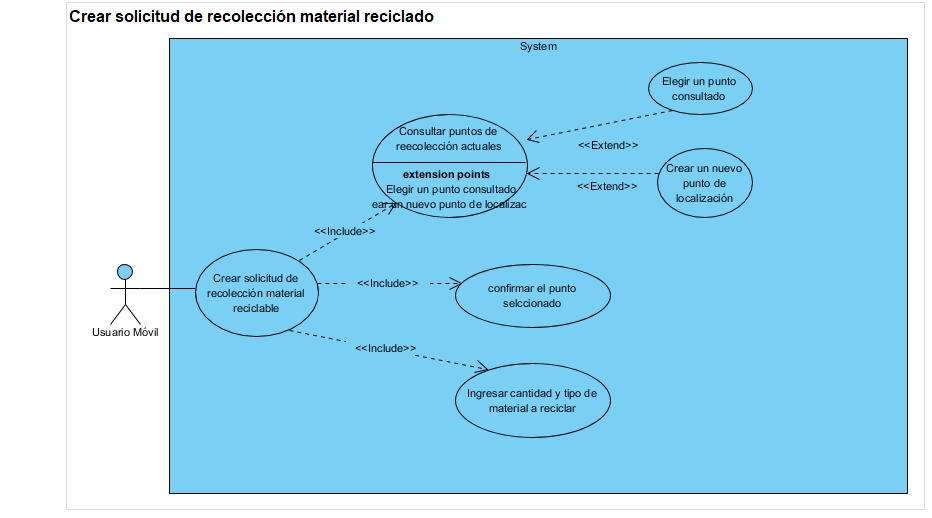 Crear solicitud de recolección material reciclado
System
Elegir un punto
consultado
Consultar puntos de
reecolección actuales
<<Extend>>
extension points
Elegir un punto consultado
ear un nuevo punto de localizac
Crear un nuevo
punto de
localización
<<Extend>>
<<Include>>
Crear solicitud de
recolección material
reciclable
<<Include>>
confirmar el punto
selccionado
Usuario Móvil
<<Include>>
Ingresar cantidad y tipo de
material a reciclar